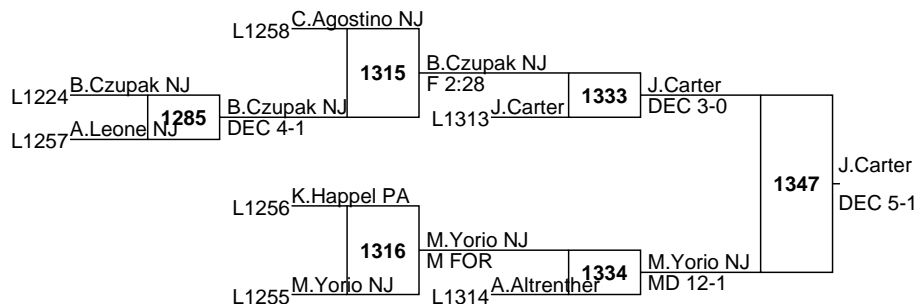 L1258 C.Agostino NJ
1315
B.Czupak NJ
F 2:28
L1224 B.Czupak NJ
1285
L1257 A.Leone NJ
B.Czupak NJ
DEC 4-1
L1313 J.Carter
1333
J.Carter
DEC 3-0
1347
J.Carter
DEC 5-1
L1256 K.Happel PA
1316
L1255 M.Yorio NJ
M.Yorio NJ
M FOR
L1314 A.Altrenther
1334
M.Yorio NJ
MD 12-1